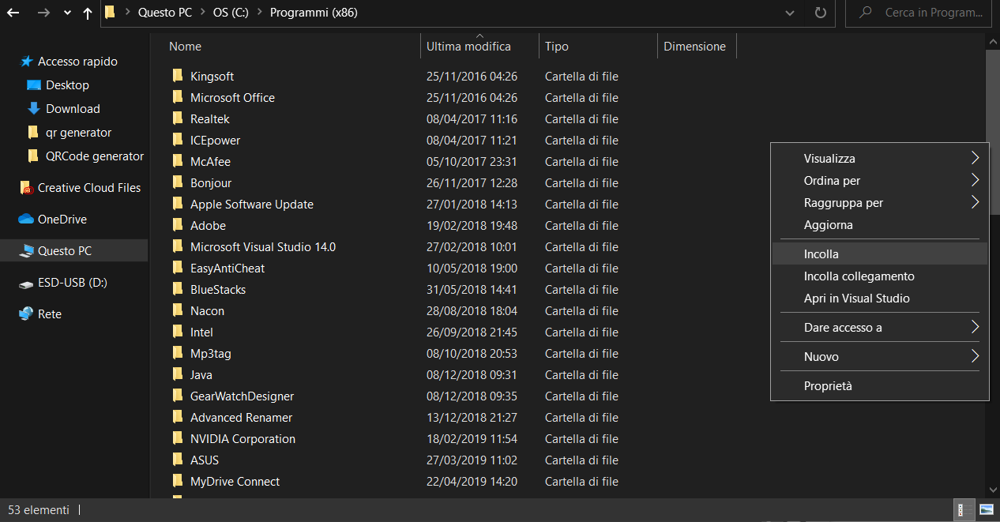 Questo PC > OS (C:) > Programmi (x86)
Cerca in Program...
Nome Ultima modifica Tipo Dimensione
Accesso rapido
Desktop
Download
qr generator
QRCode generator
Creative Cloud Files
OneDrive
Questo PC
ESD-USB (D:)
Rete
Kingsoft 25/11/2016 04:26 Cartella di file
Microsoft Office 25/11/2016 04:26 Cartella di file
Realtek 08/04/2017 11:16 Cartella di file
ICEpower 08/04/2017 11:21 Cartella di file
McAfee 05/10/2017 23:31 Cartella di file
Bonjour 26/11/2017 12:28 Cartella di file
Apple Software Update 27/01/2018 14:13 Cartella di file
Adobe 19/02/2018 19:48 Cartella di file
Microsoft Visual Studio 14.0 27/02/2018 10:01 Cartella di file
EasyAntiCheat 10/05/2018 19:00 Cartella di file
BlueStacks 31/05/2018 14:41 Cartella di file
Nacon 28/08/2018 18:04 Cartella di file
Intel 26/09/2018 21:45 Cartella di file
Mp3tag 08/10/2018 20:53 Cartella di file
Java 08/12/2018 09:31 Cartella di file
GearWatchDesigner 08/12/2018 09:35 Cartella di file
Advanced Renamer 13/12/2018 21:27 Cartella di file
NVIDIA Corporation 18/02/2019 11:54 Cartella di file
ASUS 27/03/2019 11:02 Cartella di file
MyDrive Connect 22/04/2019 14:20 Cartella di file
Visualizza
Ordina per
Raggruppa per
Aggiorna
Incolla
Incolla collegamento
Apri in Visual Studio
Dare accesso a
Nuovo
Proprietà
53 elementi